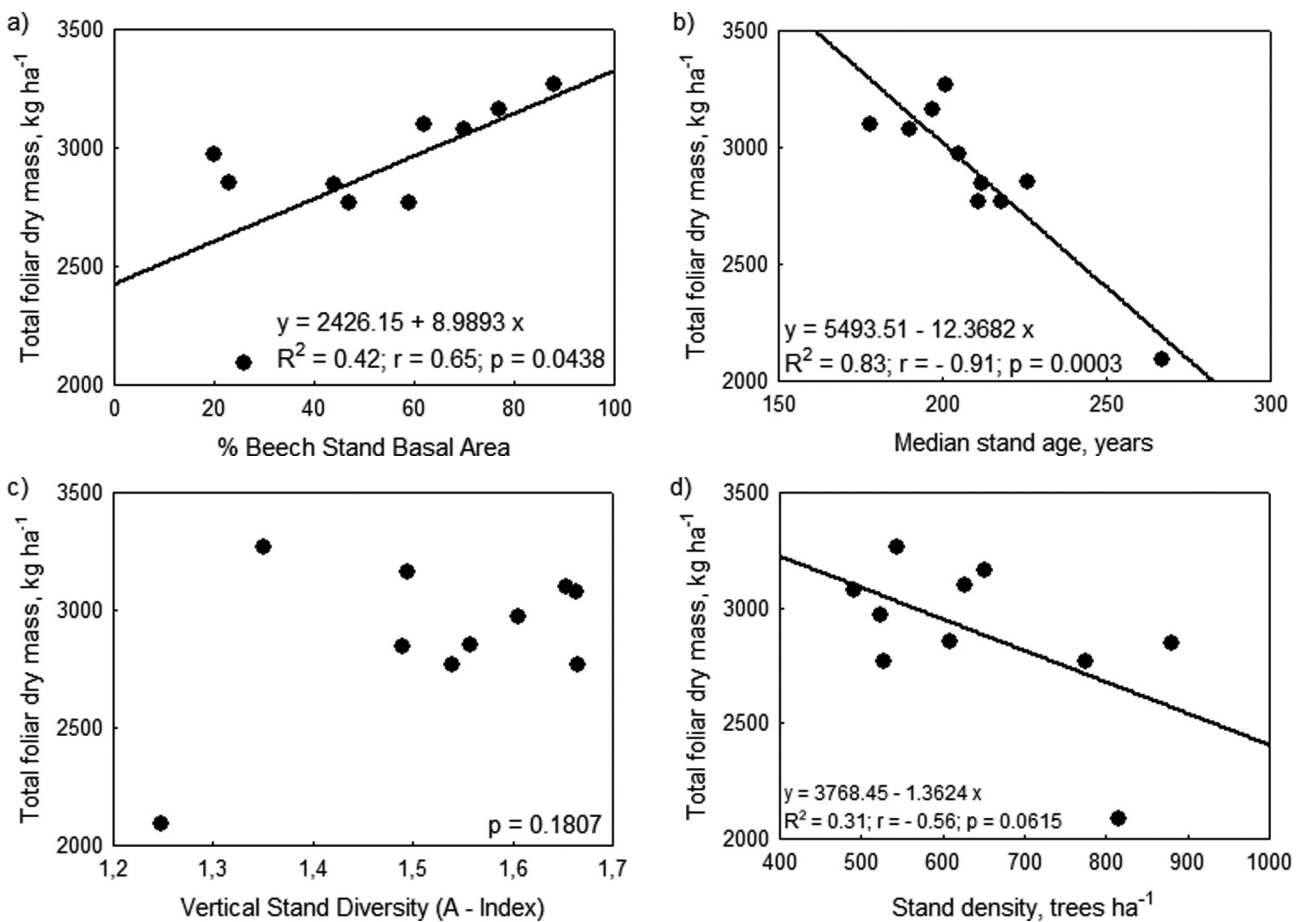 a)
3500
3000
2500
2000
Total foliar dry mass, kg ha⁻¹
y = 2426.15 + 8.9893 x
R² = 0.42; r = 0.65; p = 0.0438
0 20 40 60 80 100
% Beech Stand Basal Area
b)
3500
3000
2500
2000
Total foliar dry mass, kg ha⁻¹
y = 5493.51 - 12.3682 x
R² = 0.83; r = - 0.91; p = 0.0003
150 200 250 300
Median stand age, years
c)
3500
3000
2500
2000
Total foliar dry mass, kg ha⁻¹
p = 0.1807
1,2 1,3 1,4 1,5 1,6 1,7
Vertical Stand Diversity (A - Index)
d)
3500
3000
2500
2000
Total foliar dry mass, kg ha⁻¹
y = 3768.45 - 1.3624 x
R² = 0.31; r = - 0.56; p = 0.0615
400 500 600 700 800 900 1000
Stand density, trees ha⁻¹